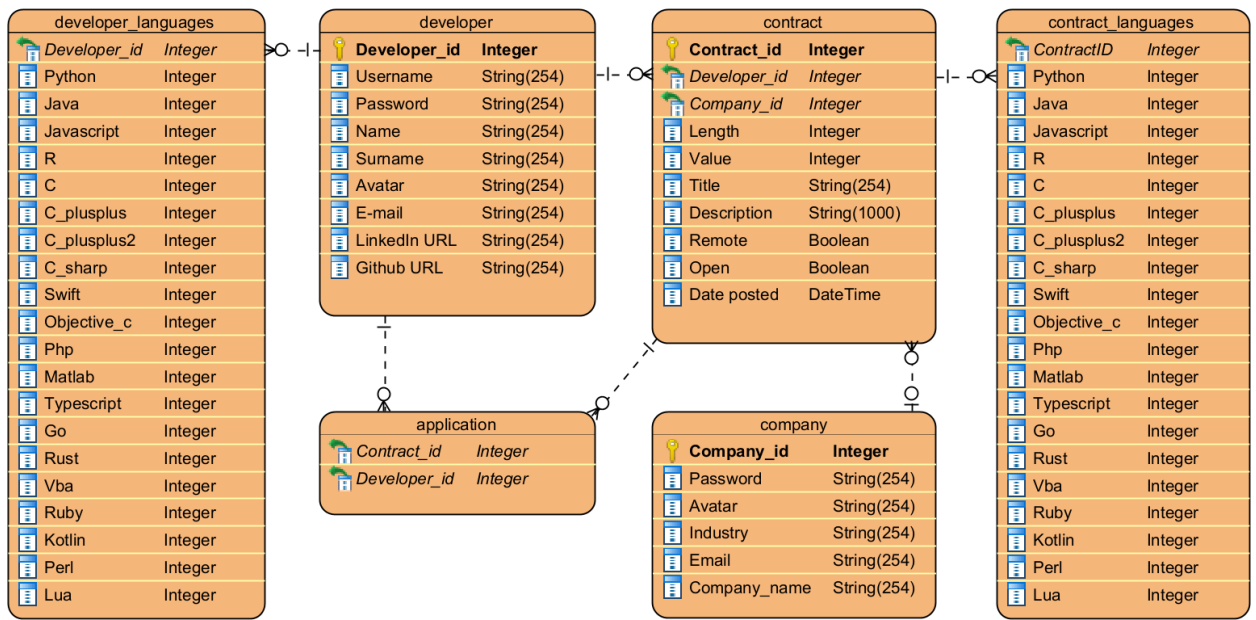 developer_languages
Developer_id Integer
Python Integer
Java Integer
Javascript Integer
R Integer
C Integer
C_plusplus Integer
C_plusplus2 Integer
C_sharp Integer
Swift Integer
Objective_c Integer
Php Integer
Matlab Integer
Typescript Integer
Go Integer
Rust Integer
Vba Integer
Ruby Integer
Kotlin Integer
Perl Integer
Lua Integer
developer
Developer_id Integer
Username String(254)
Password String(254)
Name String(254)
Surname String(254)
Avatar String(254)
E-mail String(254)
LinkedIn URL String(254)
Github URL String(254)
contract
Contract_id Integer
Developer_id Integer
Company_id Integer
Length Integer
Value Integer
Title String(254)
Description String(1000)
Remote Boolean
Open Boolean
Date posted DateTime
contract_languages
ContractID Integer
Python Integer
Java Integer
Javascript Integer
R Integer
C Integer
C_plusplus Integer
C_plusplus2 Integer
C_sharp Integer
Swift Integer
Objective_c Integer
Php Integer
Matlab Integer
Typescript Integer
Go Integer
Rust Integer
Vba Integer
Ruby Integer
Kotlin Integer
Perl Integer
Lua Integer
application
Contract_id Integer
Developer_id Integer
company
Company_id Integer
Password String(254)
Avatar String(254)
Industry String(254)
Email String(254)
Company_name String(254)